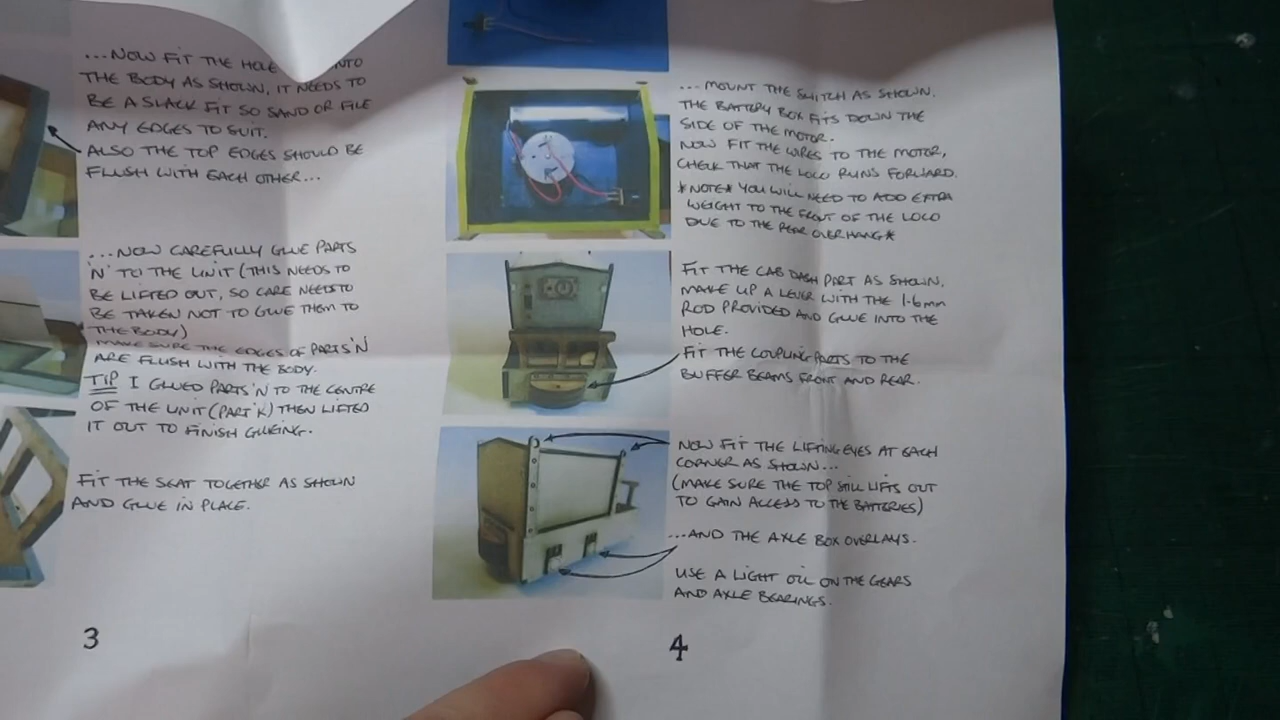 ...NOW FIT THE HOLE INTO
THE BODY AS SHOWN, IT NEEDS TO
BE A SLACK FIT SO SAND OR FILE
ANY EDGES TO SUIT.
ALSO THE TOP EDGES SHOULD BE
FLUSH WITH EACH OTHER...
...NOW CAREFULLY GLUE PARTS
'N' TO THE UNIT (THIS NEEDS TO
BE LIFTED OUT, SO CARE NEEDS TO
BE TAKEN NOT TO GLUE THEM TO
THE BODY)
MAKE SURE THE EDGES OF PARTS 'N
ARE FLUSH WITH THE BODY.
TIP I GLUED PARTS 'N TO THE CENTRE
OF THE UNIT (PART 'K) THEN LIFTED
IT OUT TO FINISH GLUEING.
FIT THE SEAT TOGETHER AS SHOWN
AND GLUE IN PLACE.
3
...MOUNT THE SWITCH AS SHOWN.
THE BATTERY BOX FITS DOWN THE
SIDE OF THE MOTOR.
NOW FIT THE WIRES TO THE MOTOR,
CHECK THAT THE LOCO RUNS FORWARD.
*NOTE* YOU WILL NEED TO ADD EXTRA
WEIGHT TO THE FRONT OF THE LOCO
DUE TO THE REAR OVERHANG*
FIT THE CAB DASH PART AS SHOWN,
MAKE UP A LEVER WITH THE 1.6mm
ROD PROVIDED AND GLUE INTO THE
HOLE.
FIT THE COUPLING PARTS TO THE
BUFFER BEAMS FRONT AND REAR.
NOW FIT THE LIFTING EYES AT EACH
CORNER AS SHOWN...
(MAKE SURE THE TOP STILL LIFTS OUT
TO GAIN ACCESS TO THE BATTERIES)
...AND THE AXLE BOX OVERLAYS.
USE A LIGHT OIL ON THE GEARS
AND AXLE BEARINGS.
4